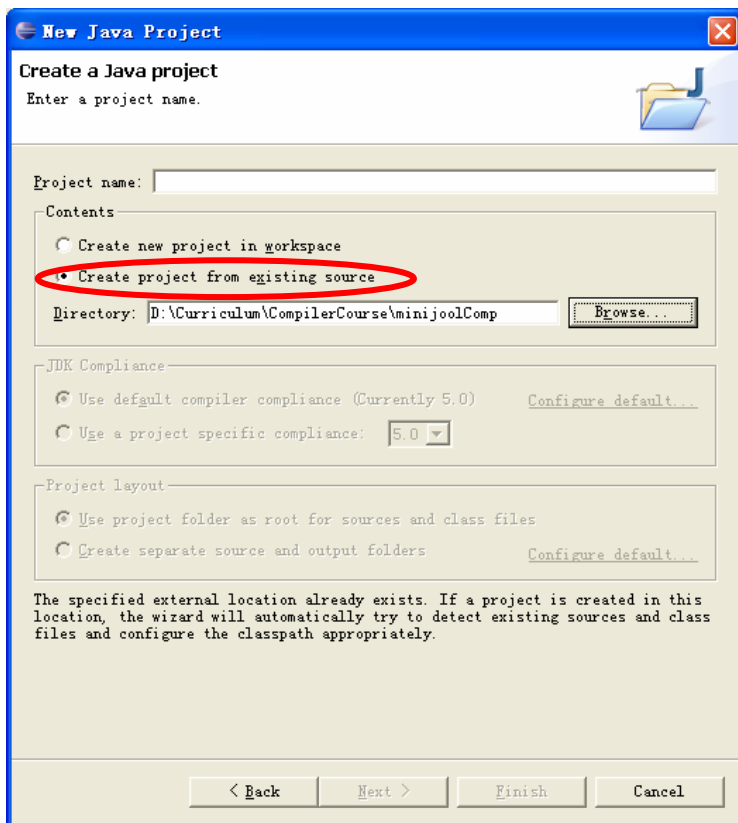 New Java Project
Create a Java project
Enter a project name.
Project name:
Contents
Create new project in workspace
Create project from existing source
Directory: D:\Curriculum\CompilerCourse\minijoolComp Browse...
JDK Compliance
Use default compiler compliance (Currently 5.0) Configure default...
Use a project specific compliance: 5.0
Project layout
Use project folder as root for sources and class files
Create separate source and output folders Configure default...
The specified external location already exists. If a project is created in this
location, the wizard will automatically try to detect existing sources and class
files and configure the classpath appropriately.
< Back Next > Finish Cancel